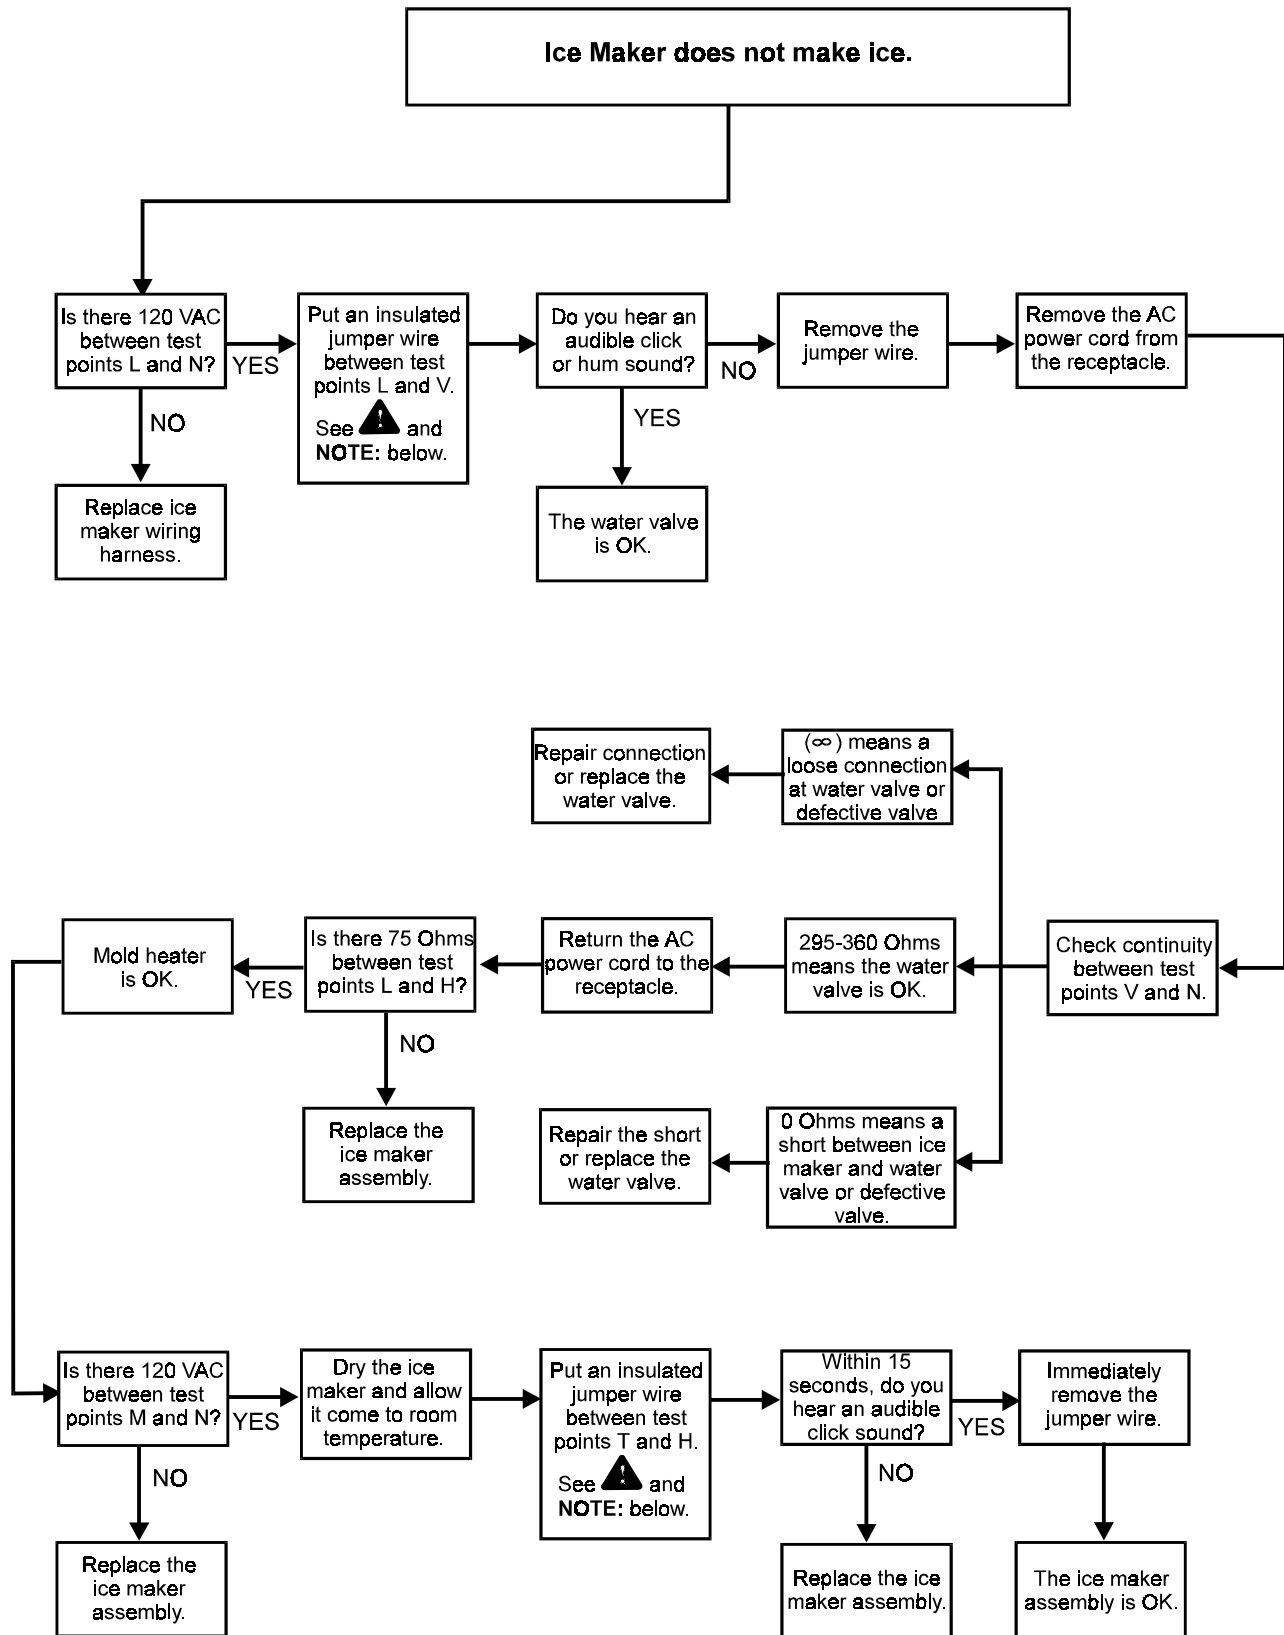 Ice Maker does not make ice.
Is there 120 VAC
between test
points L and N?
YES
NO
Replace ice
maker wiring
harness.
Put an insulated
jumper wire
between test
points L and V.
See ! and
NOTE: below.
Do you hear an
audible click
or hum sound?
NO
YES
The water valve
is OK.
Remove the
jumper wire.
Remove the AC
power cord from
the receptacle.
Check continuity
between test
points V and N.
(∞) means a
loose connection
at water valve or
defective valve
Repair connection
or replace the
water valve.
295-360 Ohms
means the water
valve is OK.
Return the AC
power cord to the
receptacle.
0 Ohms means a
short between ice
maker and water
valve or defective
valve.
Repair the short
or replace the
water valve.
Is there 75 Ohms
between test
points L and H?
YES
NO
Replace the
ice maker
assembly.
Mold heater
is OK.
Is there 120 VAC
between test
points M and N?
YES
NO
Replace the
ice maker
assembly.
Dry the ice
maker and allow
it come to room
temperature.
Put an insulated
jumper wire
between test
points T and H.
See ! and
NOTE: below.
Within 15
seconds, do you
hear an audible
click sound?
YES
NO
Replace the ice
maker assembly.
Immediately
remove the
jumper wire.
The ice maker
assembly is OK.